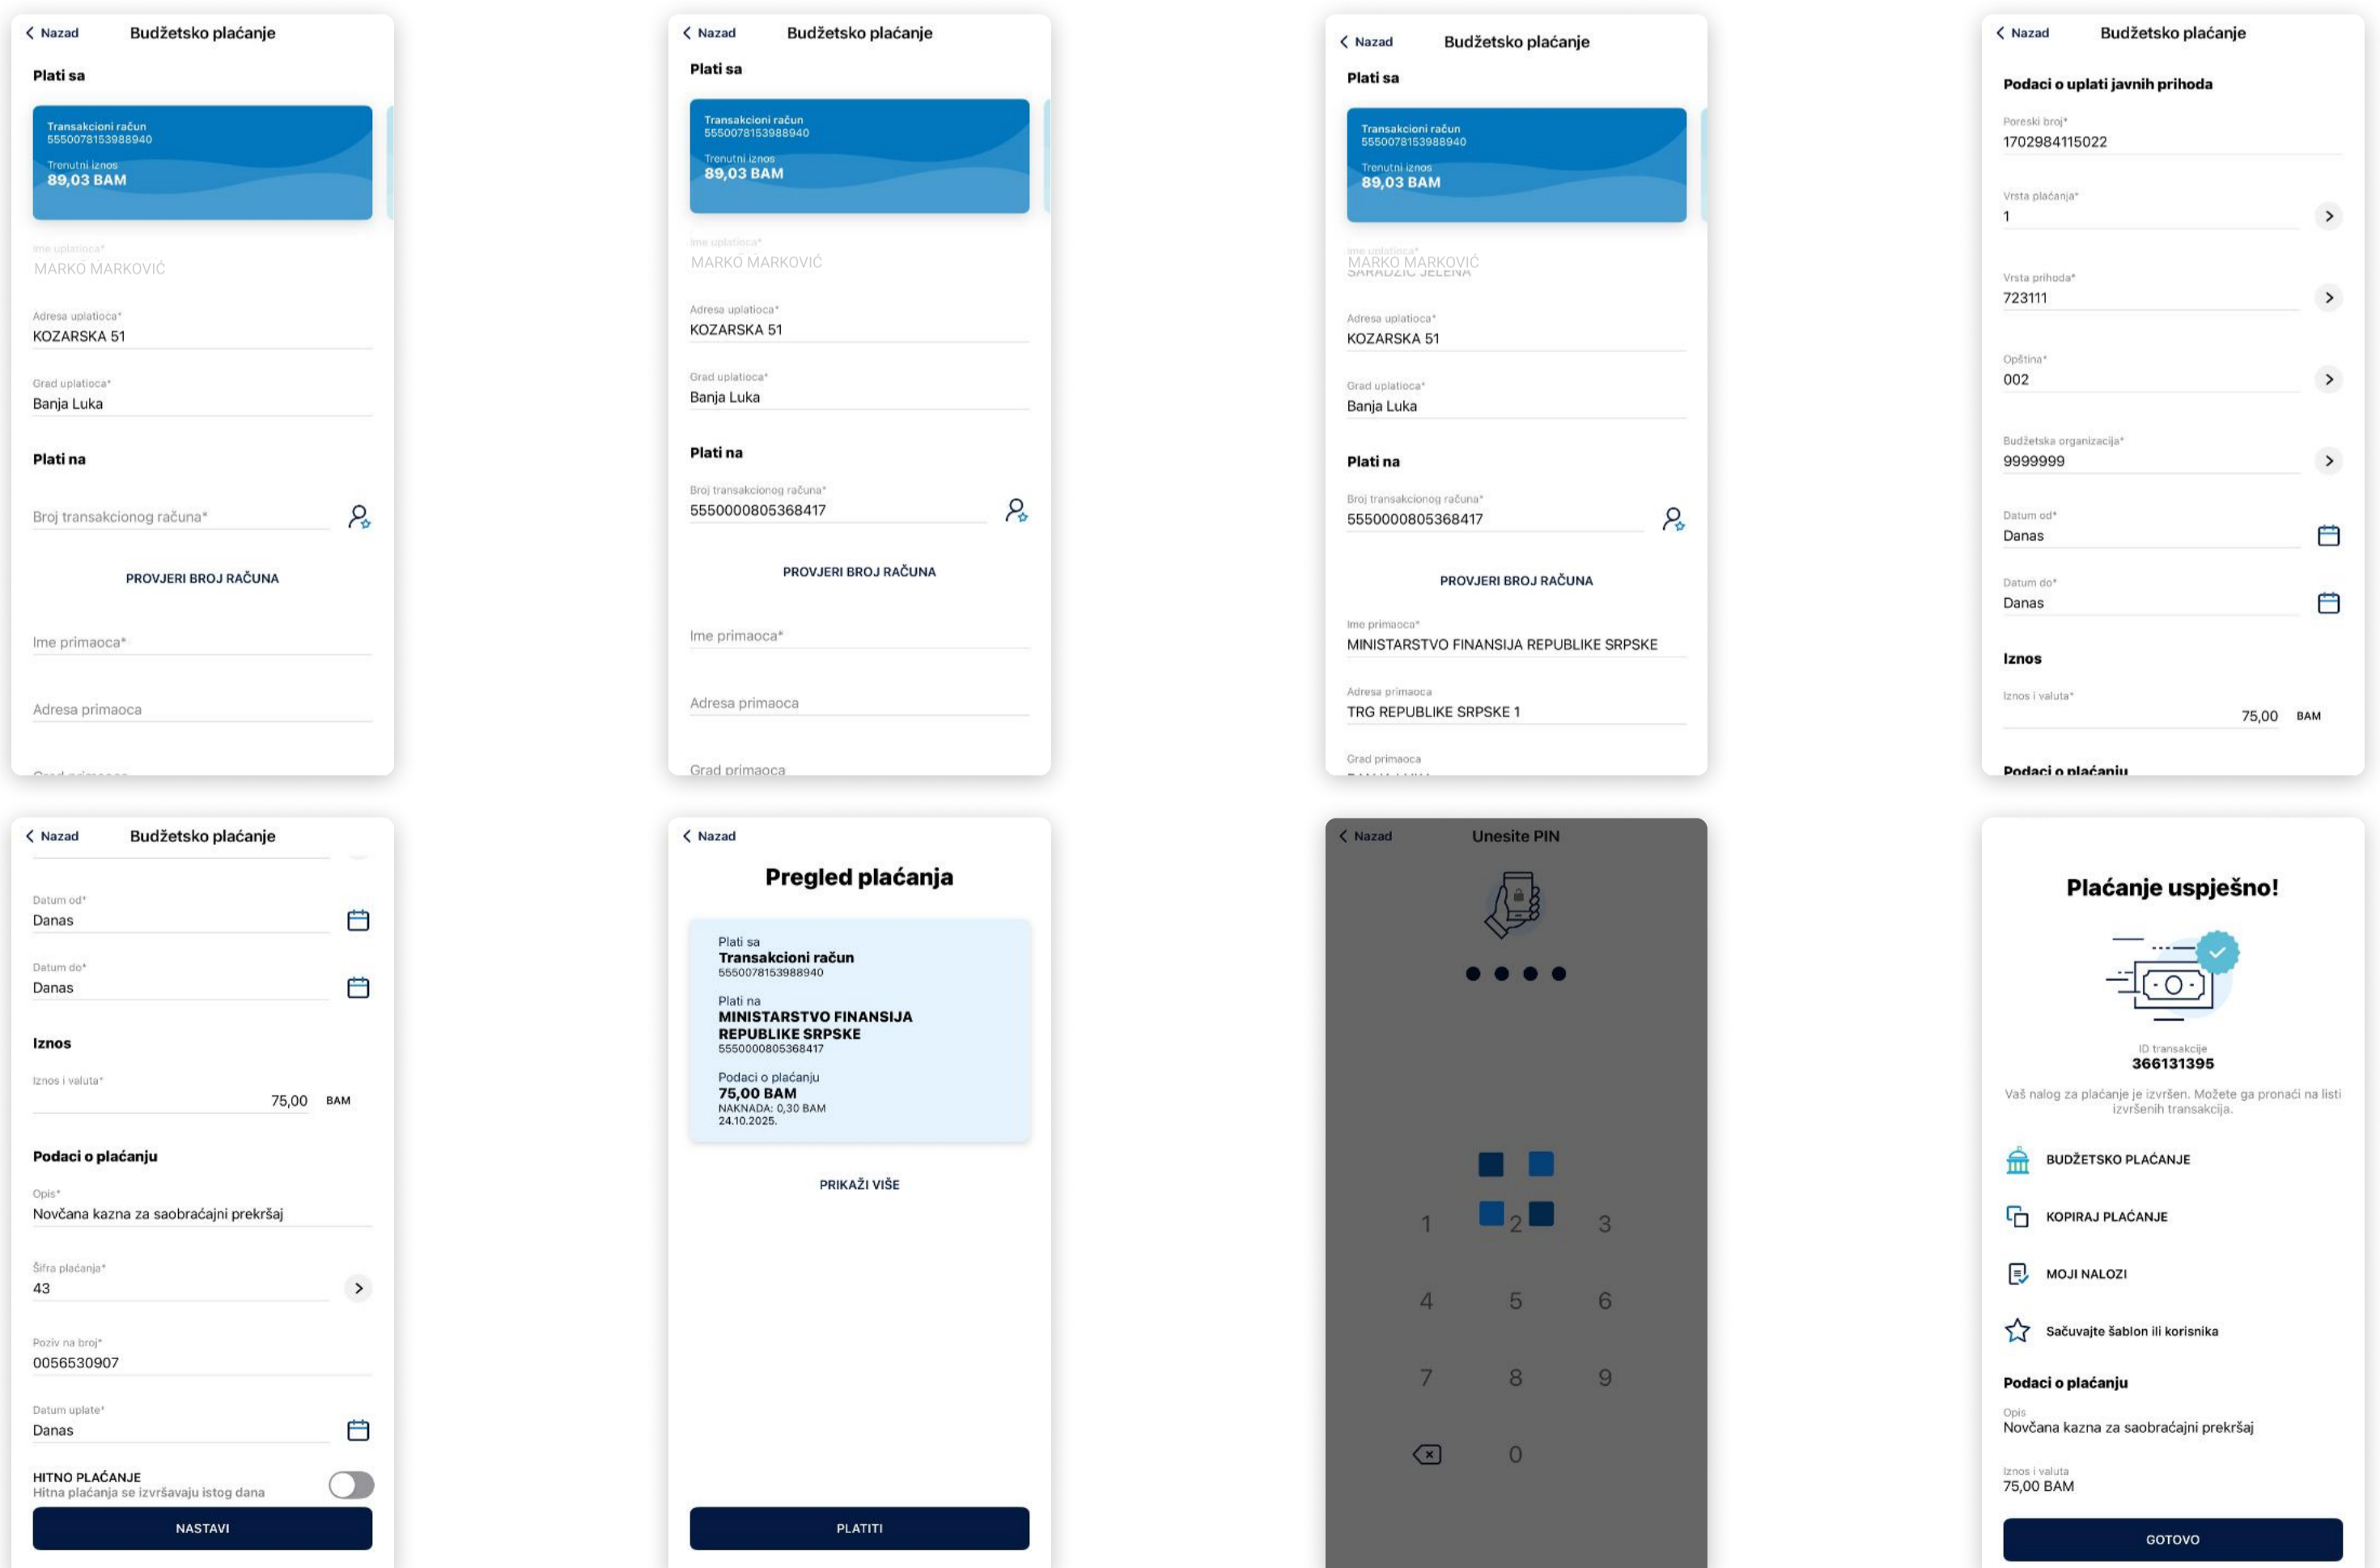 Nazad
Budžetsko plaćanje
Plati sa
Transakcioni račun
5550078153988940
Trenutni iznos
89,03 BAM
Ime uplatioca*
MARKO MARKOVIĆ
Adresa uplatioca*
KOZARSKA 51
Grad uplatioca*
Banja Luka
Plati na
Broj transakcionog računa*
PROVJERI BROJ RAČUNA
Ime primaoca*
Adresa primaoca
Nazad
Budžetsko plaćanje
Plati sa
Transakcioni račun
5550078153988940
Trenutni iznos
89,03 BAM
Ime uplatioca*
MARKO MARKOVIĆ
Adresa uplatioca*
KOZARSKA 51
Grad uplatioca*
Banja Luka
Plati na
Broj transakcionog računa*
5550000805368417
PROVJERI BROJ RAČUNA
Ime primaoca*
Adresa primaoca
Grad primaoca
Nazad
Budžetsko plaćanje
Plati sa
Transakcioni račun
5550078153988940
Trenutni iznos
89,03 BAM
Ime uplatioca*
MARKO MARKOVIĆ
Adresa uplatioca*
KOZARSKA 51
Grad uplatioca*
Banja Luka
Plati na
Broj transakcionog računa*
5550000805368417
PROVJERI BROJ RAČUNA
Ime primaoca*
MINISTARSTVO FINANSIJA REPUBLIKE SRPSKE
Adresa primaoca
TRG REPUBLIKE SRPSKE 1
Grad primaoca
Nazad
Budžetsko plaćanje
Podaci o uplati javnih prihoda
Poreski broj*
1702984115022
Vrsta plaćanja*
1
Vrsta prihoda*
723111
Opština*
002
Budžetska organizacija*
9999999
Datum od*
Danas
Datum do*
Danas
Iznos
Iznos i valuta*
75,00 BAM
Podaci o plaćanju
Nazad
Budžetsko plaćanje
Datum od*
Danas
Datum do*
Danas
Iznos
Iznos i valuta*
75,00 BAM
Podaci o plaćanju
Opis*
Novčana kazna za saobraćajni prekršaj
Šifra plaćanja*
43
Poziv na broj*
0056530907
Datum uplate*
Danas
HITNO PLAĆANJE
Hitna plaćanja se izvršavaju istog dana
NASTAVI
Nazad
Pregled plaćanja
Plati sa
Transakcioni račun
5550078153988940
Plati na
MINISTARSTVO FINANSIJA
REPUBLIKE SRPSKE
5550000805368417
Podaci o plaćanju
75,00 BAM
NAKNADA: 0,30 BAM
24.10.2025.
PRIKAŽI VIŠE
PLATITI
Nazad
Unesite PIN
1 2 3
4 5 6
7 8 9
0
Plaćanje uspješno!
ID transakcije
366131395
Vaš nalog za plaćanje je izvršen. Možete ga pronaći na listi
izvršenih transakcija.
BUDŽETSKO PLAĆANJE
KOPIRAJ PLAĆANJE
MOJI NALOZI
Sačuvajte šablon ili korisnika
Podaci o plaćanju
Opis
Novčana kazna za saobraćajni prekršaj
Iznos i valuta
75,00 BAM
GOTOVO